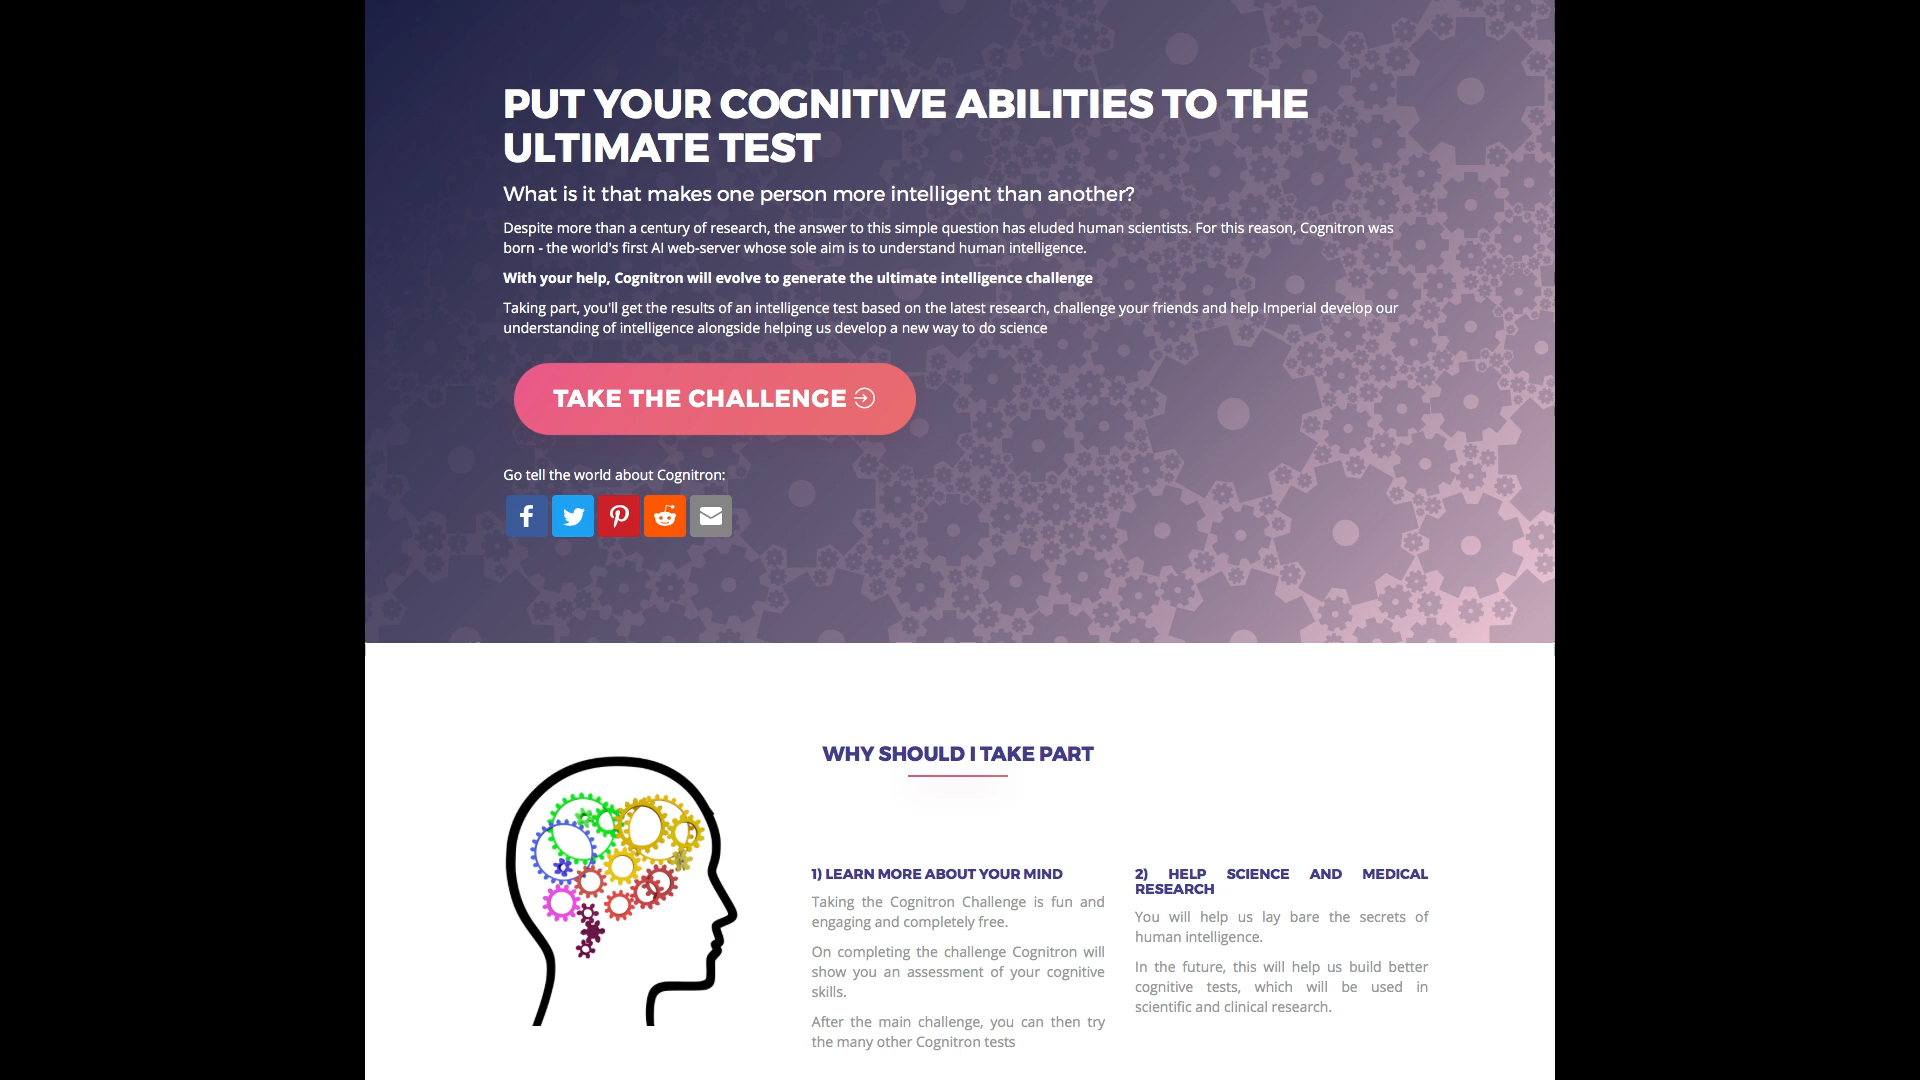 PUT YOUR COGNITIVE ABILITIES TO THE
ULTIMATE TEST
What is it that makes one person more intelligent than another?
Despite more than a century of research, the answer to this simple question has eluded human scientists. For this reason, Cognitron was
born - the world's first AI web-server whose sole aim is to understand human intelligence.
With your help, Cognitron will evolve to generate the ultimate intelligence challenge
Taking part, you'll get the results of an intelligence test based on the latest research, challenge your friends and help Imperial develop our
understanding of intelligence alongside helping us develop a new way to do science
TAKE THE CHALLENGE
Go tell the world about Cognitron:
WHY SHOULD I TAKE PART
1) LEARN MORE ABOUT YOUR MIND
Taking the Cognitron Challenge is fun and
engaging and completely free.
On completing the challenge Cognitron will
show you an assessment of your cognitive
skills.
After the main challenge, you can then try
the many other Cognitron tests
2) HELP SCIENCE AND MEDICAL
RESEARCH
You will help us lay bare the secrets of
human intelligence.
In the future, this will help us build better
cognitive tests, which will be used in
scientific and clinical research.